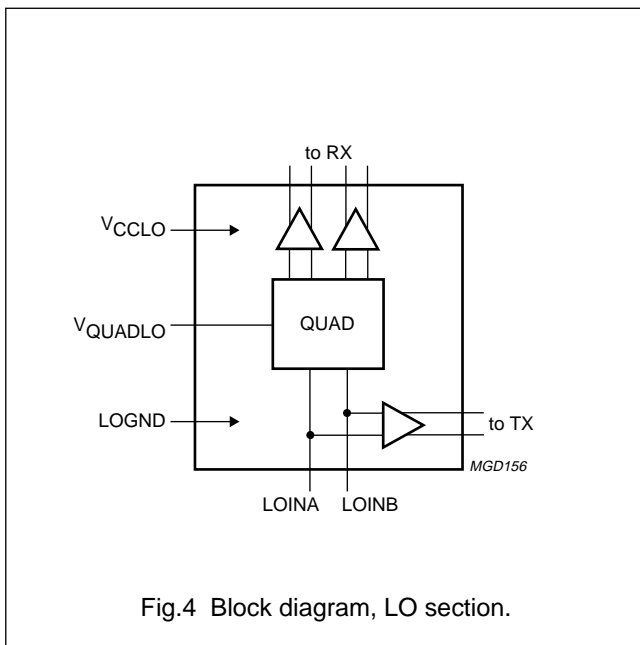 to RX
VCCLO
VQUADLO
QUAD
LOGND
to TX
MGD156
LOINA LOINB
Fig.4 Block diagram, LO section.